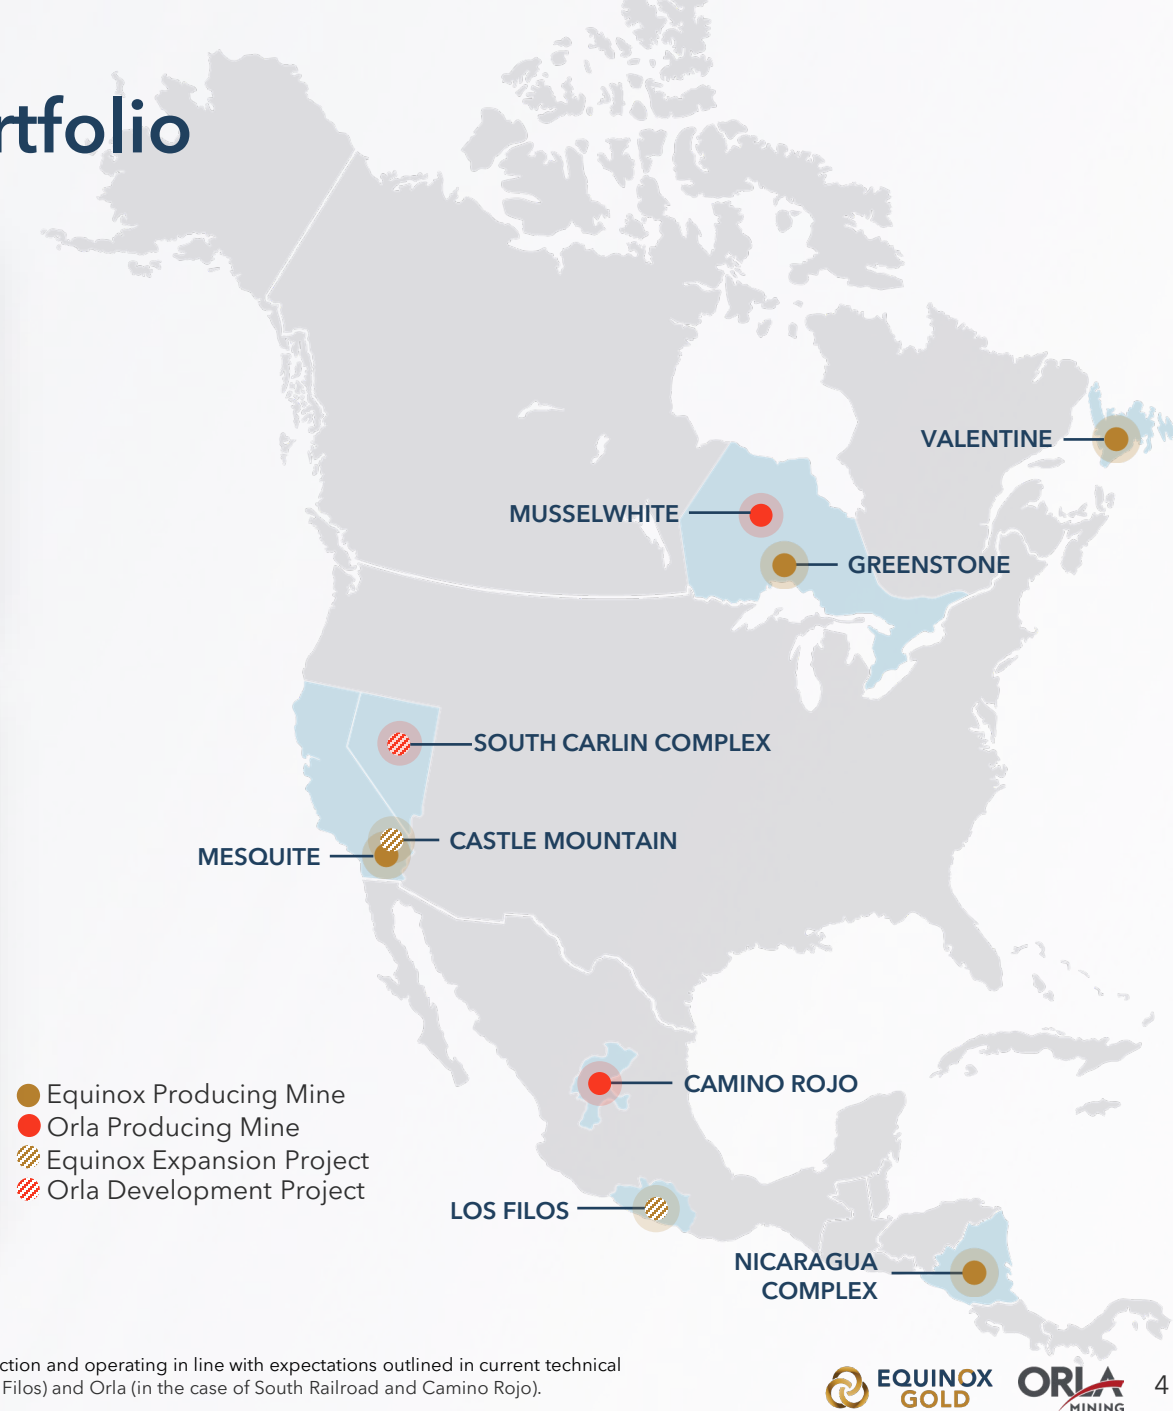 rtfolio
VALENTINE
MUSSELWHITE
GREENSTONE
SOUTH CARLIN COMPLEX
CASTLE MOUNTAIN
MESQUITE
CAMINO ROJO
Equinox Producing Mine
Orla Producing Mine
Equinox Expansion Project
Orla Development Project
LOS FILOS
NICARAGUA
COMPLEX
ction and operating in line with expectations outlined in current technical
Filos) and Orla (in the case of South Railroad and Camino Rojo).
EQUINOX
GOLD
ORLA
MINING
4